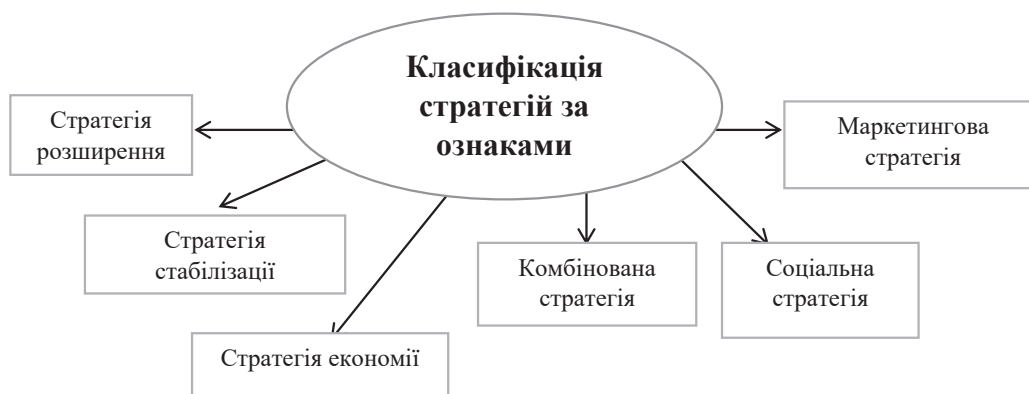 Класифікація
стратегій за
ознаками
Стратегія
розширення
Маркетингова
стратегія
Стратегія
стабілізації
Комбінована
стратегія
Соціальна
стратегія
Стратегія економії